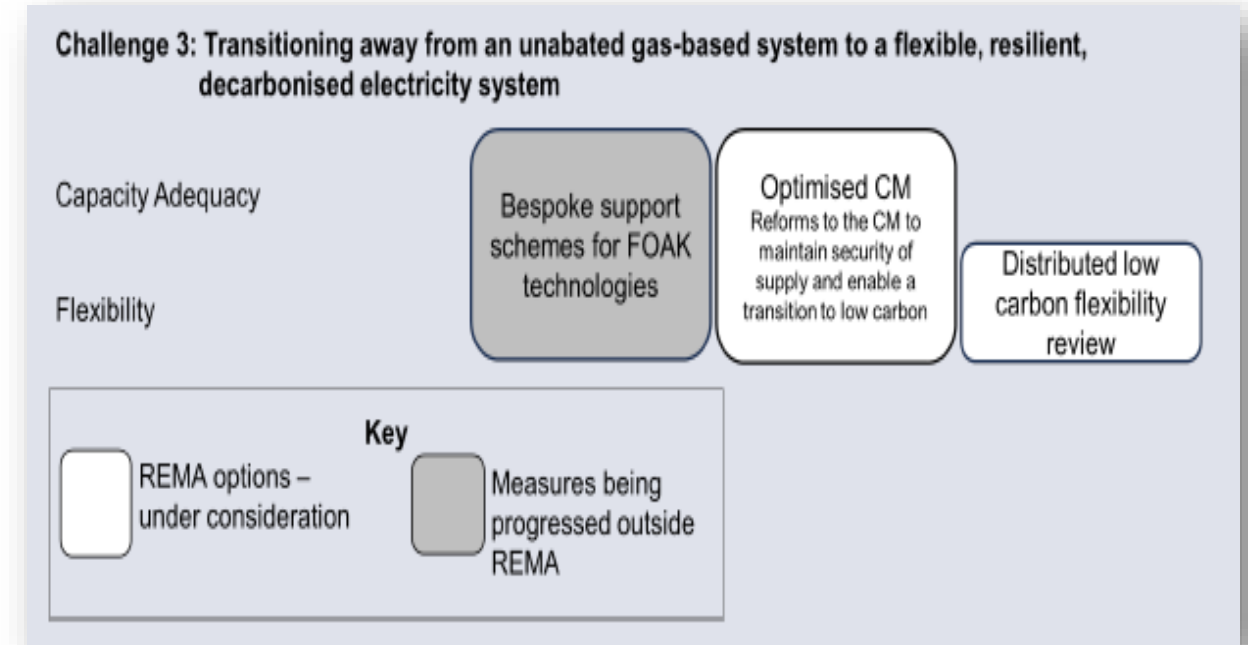 Challenge 3: Transitioning away from an unabated gas-based system to a flexible, resilient,
decarbonised electricity system
Capacity Adequacy
Flexibility
Bespoke support
schemes for FOAK
technologies
Optimised CM
Reforms to the CM to
maintain security of
supply and enable a
transition to low carbon
Distributed low
carbon flexibility
review
Key
REMA options –
under consideration
Measures being
progressed outside
REMA